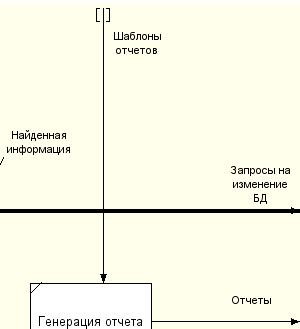 Шаблоны
отчетов
Найденная
информация
Запросы на
изменение
БД
Отчеты
Генерация отчета